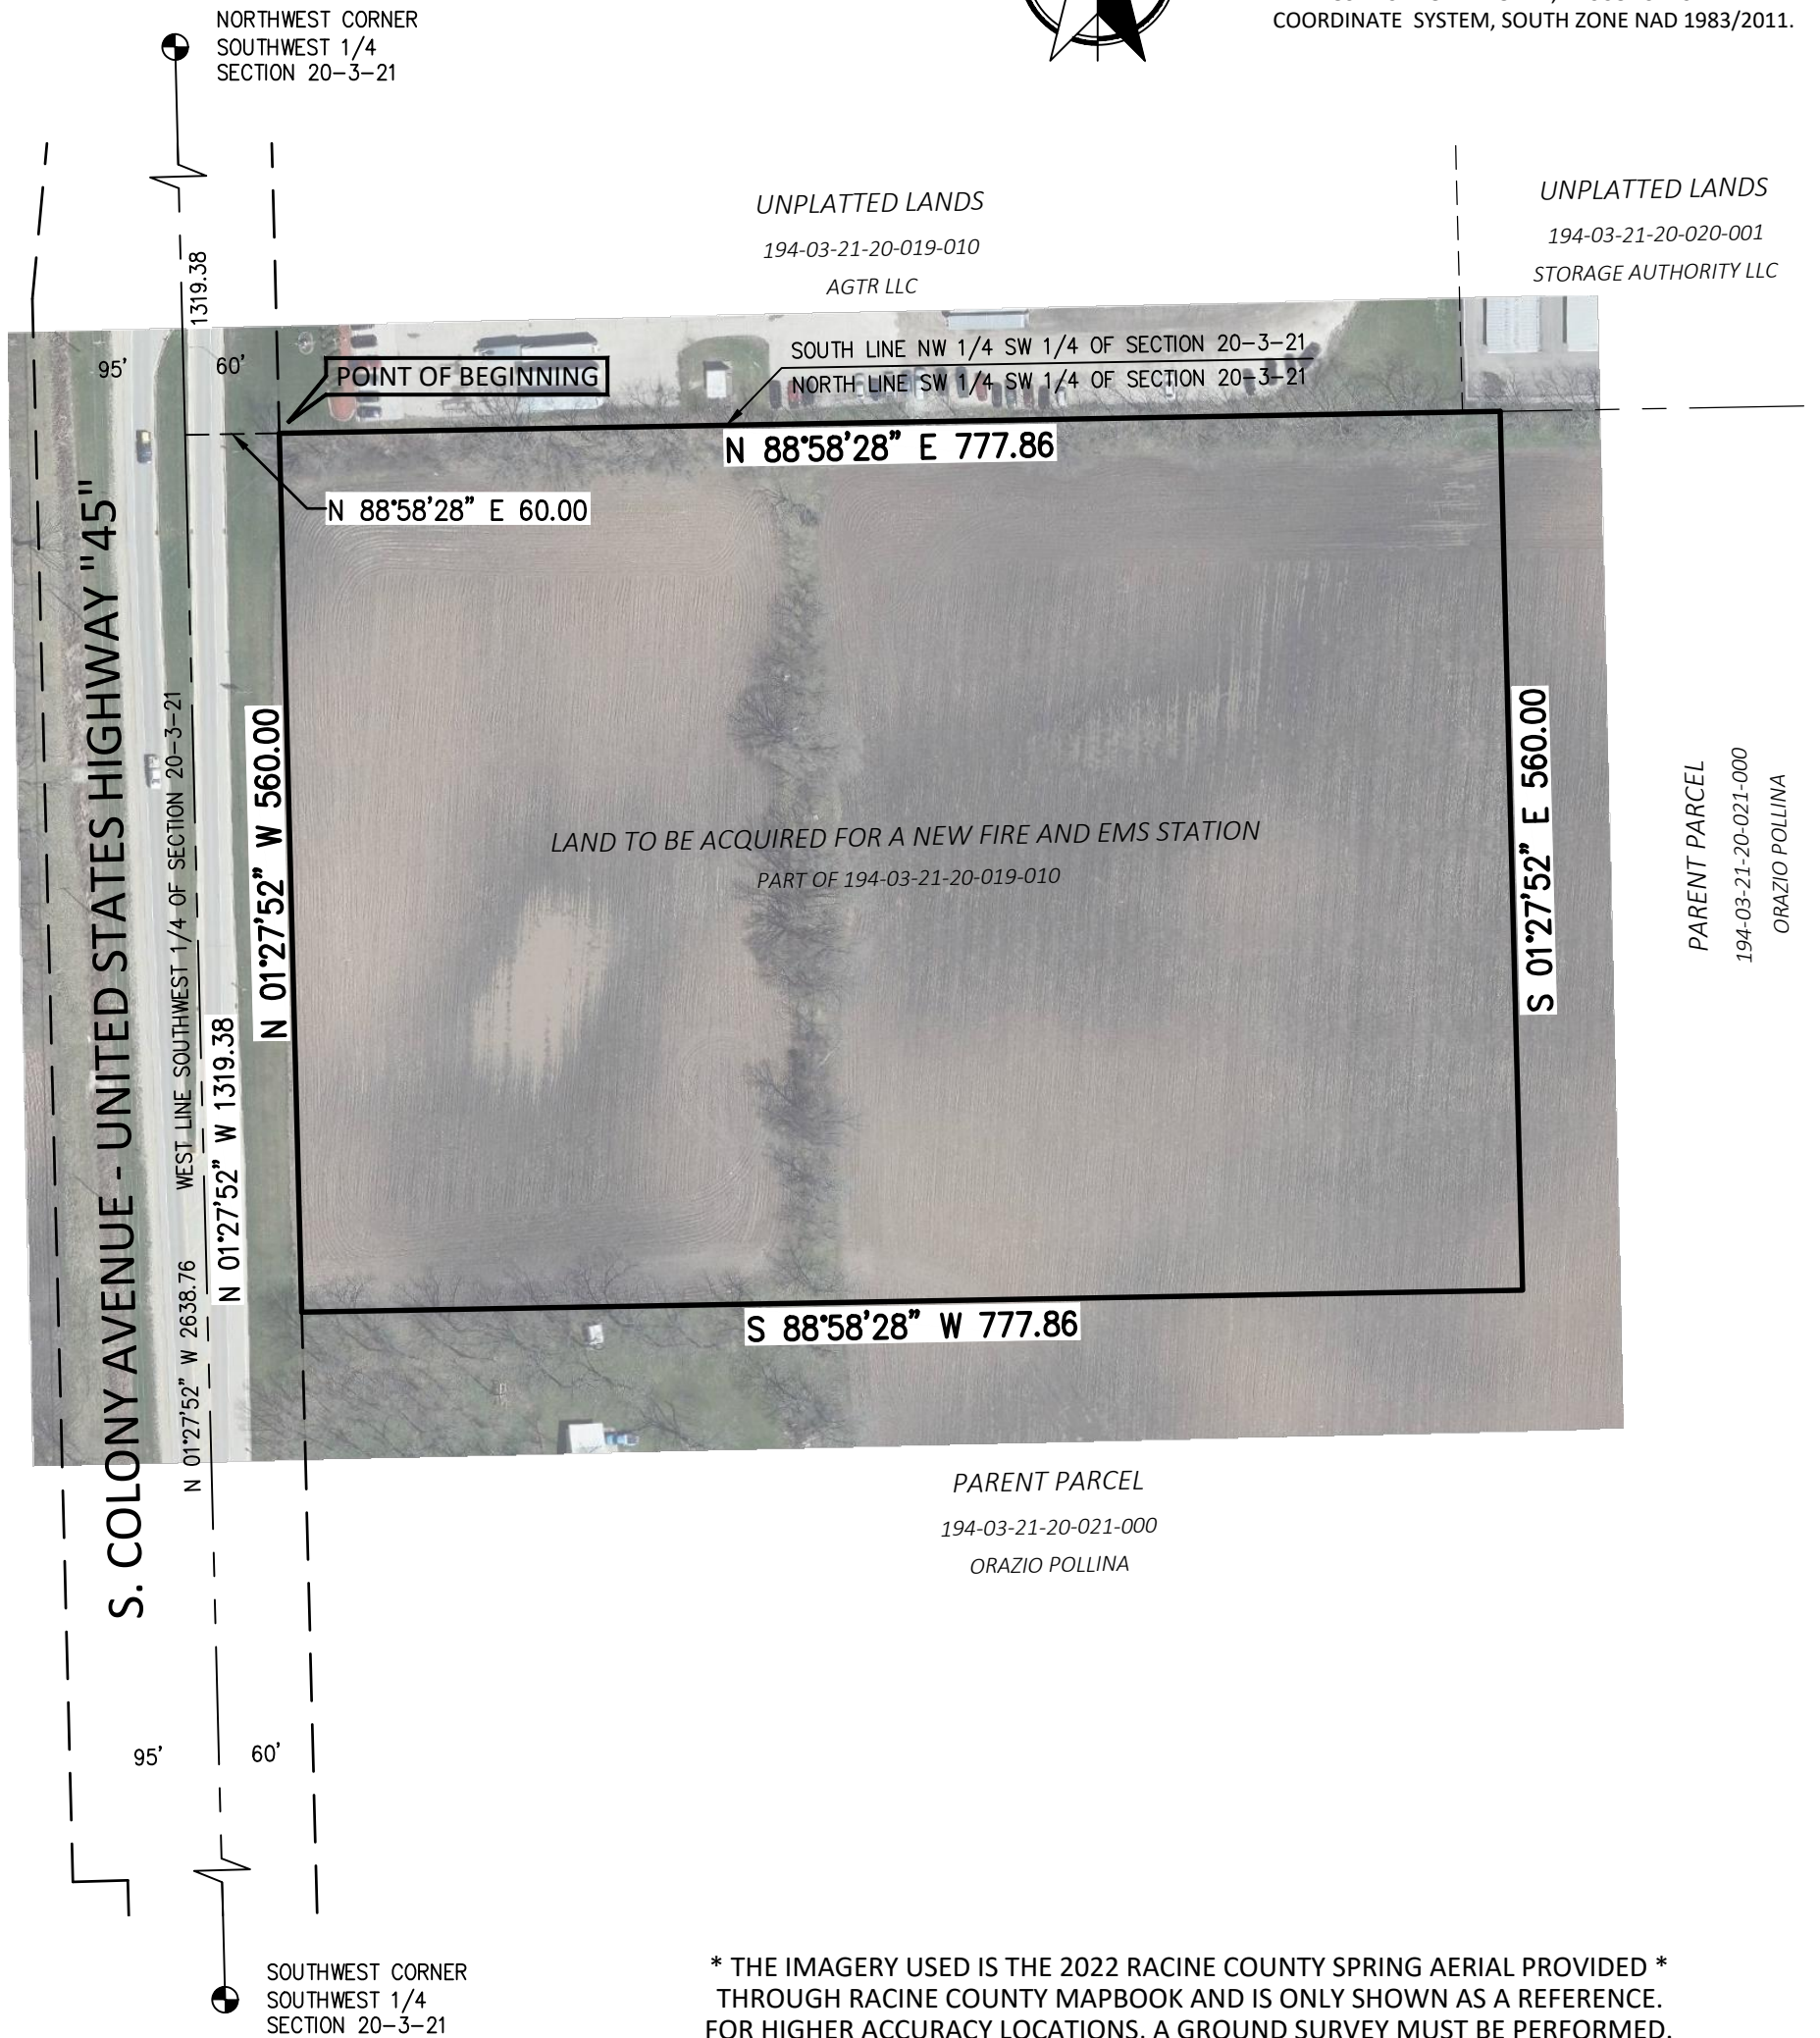 NORTHWEST CORNER
SOUTHWEST 1/4
SECTION 20-3-21
COORDINATE SYSTEM, SOUTH ZONE NAD 1983/2011.
UNPLATTED LANDS
194-03-21-20-019-010
AGTR LLC
UNPLATTED LANDS
194-03-21-20-020-001
STORAGE AUTHORITY LLC
1319.38
95'
60'
POINT OF BEGINNING
SOUTH LINE NW 1/4 SW 1/4 OF SECTION 20-3-21
NORTH LINE SW 1/4 SW 1/4 OF SECTION 20-3-21
N 88°58'28" E 777.86
N 88°58'28" E 60.00
S. COLONY AVENUE - UNITED STATES HIGHWAY "45"
WEST LINE SOUTHWEST 1/4 OF SECTION 20-3-21
N 01°27'52" W 2638.76
N 01°27'52" W 1319.38
N 01°27'52" W 560.00
LAND TO BE ACQUIRED FOR A NEW FIRE AND EMS STATION
PART OF 194-03-21-20-019-010
S 01°27'52" E 560.00
PARENT PARCEL
194-03-21-20-021-000
ORAZIO POLLINA
S 88°58'28" W 777.86
PARENT PARCEL
194-03-21-20-021-000
ORAZIO POLLINA
95'
60'
SOUTHWEST CORNER
SOUTHWEST 1/4
SECTION 20-3-21
* THE IMAGERY USED IS THE 2022 RACINE COUNTY SPRING AERIAL PROVIDED *
THROUGH RACINE COUNTY MAPBOOK AND IS ONLY SHOWN AS A REFERENCE.
FOR HIGHER ACCURACY LOCATIONS, A GROUND SURVEY MUST BE PERFORMED.